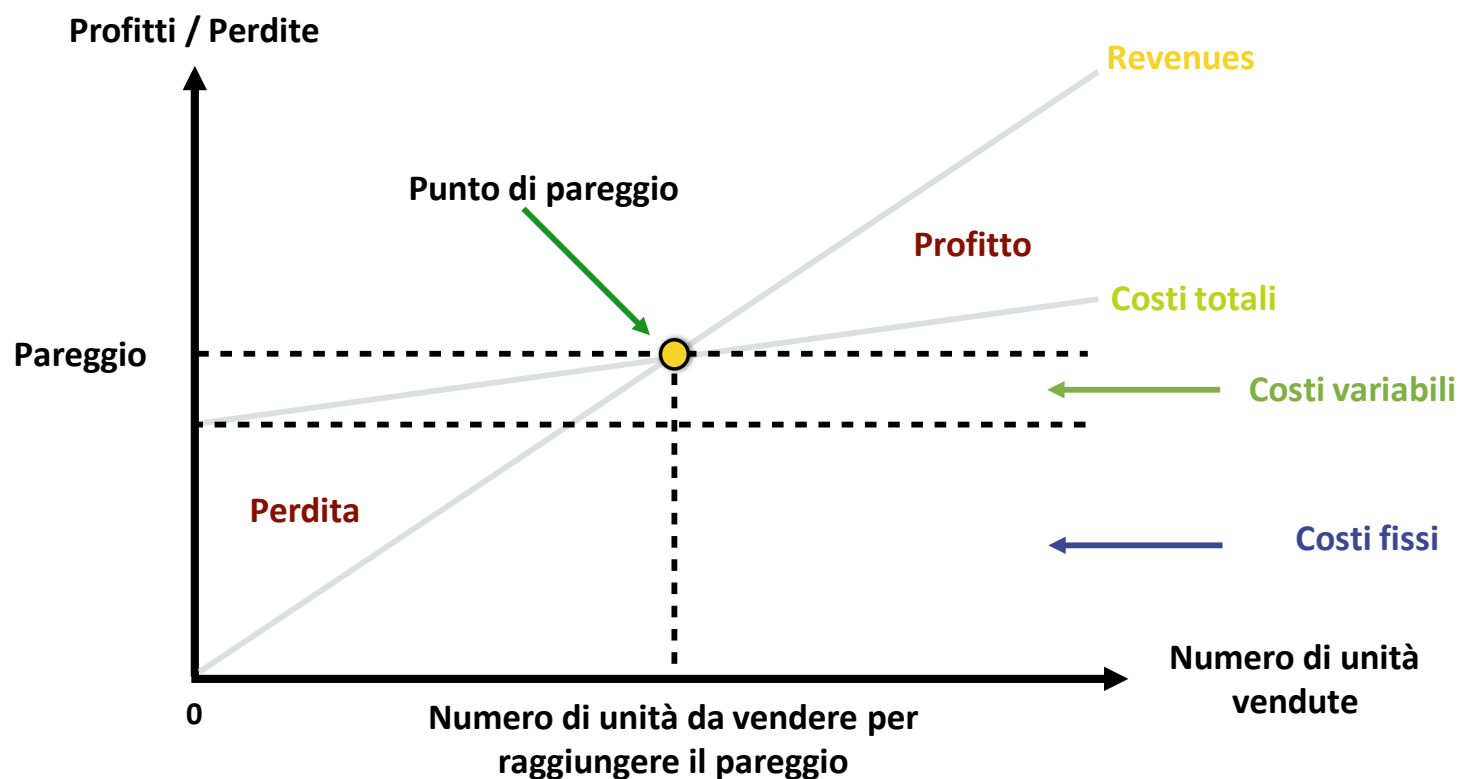 Profitti / Perdite
Revenues
Punto di pareggio
Profitto
Costi totali
Pareggio
Costi variabili
Perdita
Costi fissi
Numero di unità
vendute
0
Numero di unità da vendere per
raggiungere il pareggio